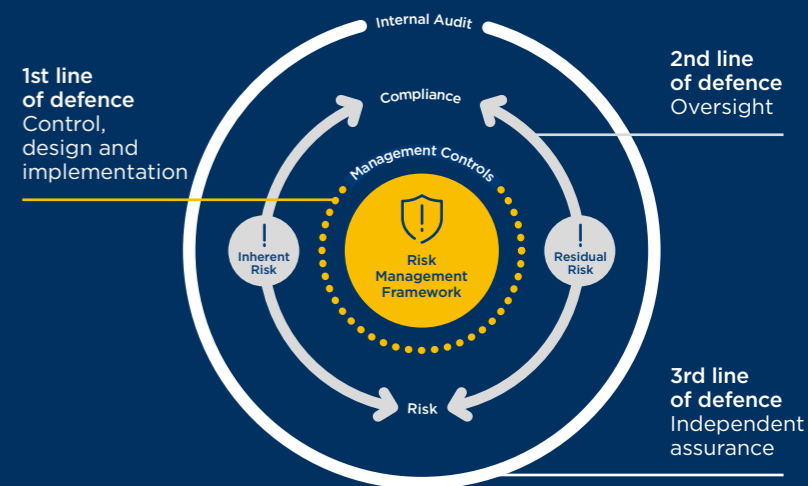 Internal Audit
1st line
of defence
Control,
design and
implementation
2nd line
of defence
Oversight
Compliance
Management Controls
Inherent
Risk
Risk
Management
Framework
Residual
Risk
Risk
3rd line
of defence
Independent
assurance